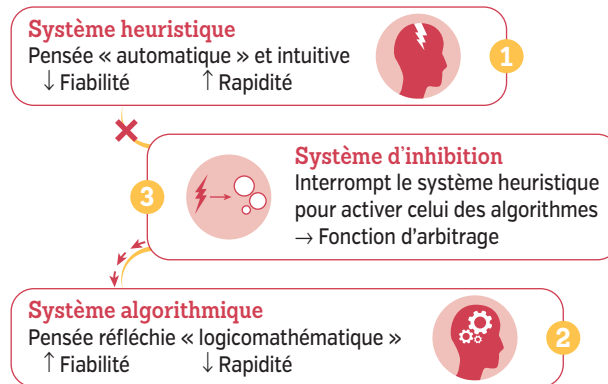 Système heuristique
Pensée « automatique » et intuitive
↓ Fiabilité ↑ Rapidité
1
Système d'inhibition
Interrompt le système heuristique
pour activer celui des algorithmes
→ Fonction d'arbitrage
3
Système algorithmique
Pensée réfléchie « logicomathématique »
↑ Fiabilité ↓ Rapidité
2